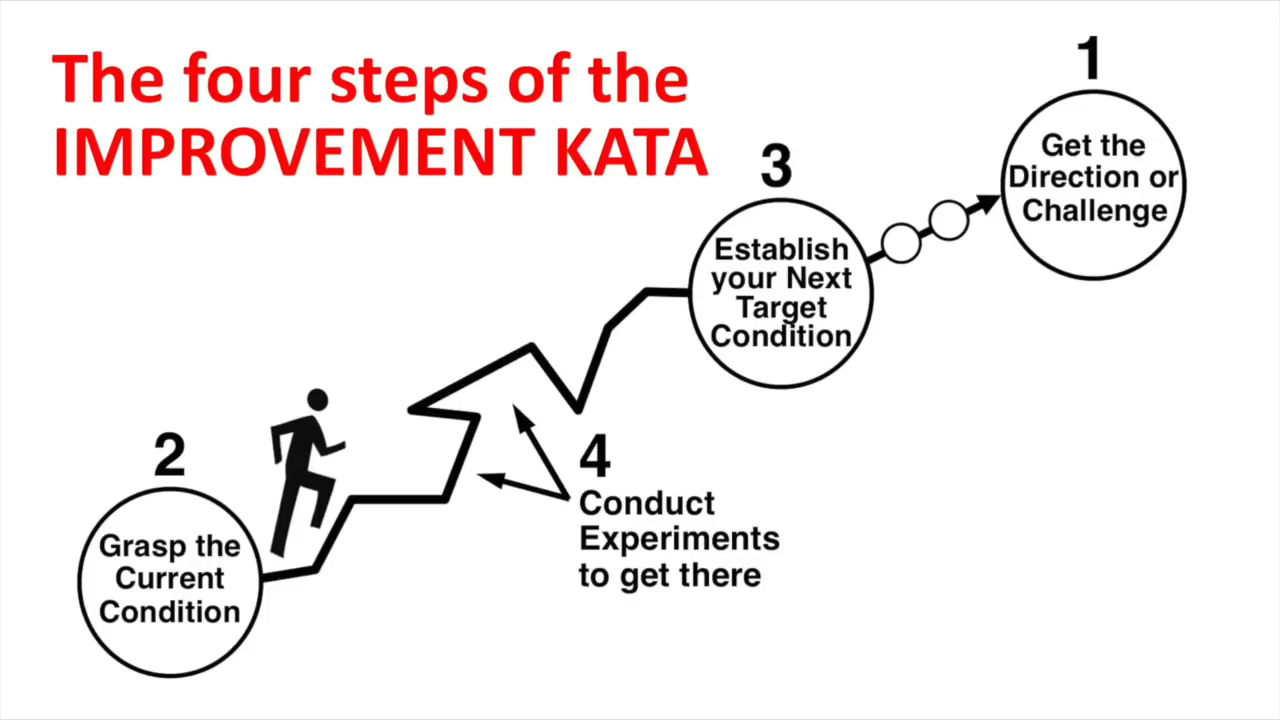 The four steps of the
IMPROVEMENT KATA
1
Get the
Direction or
Challenge
3
Establish
your Next
Target
Condition
2
Grasp the
Current
Condition
4
Conduct
Experiments
to get there